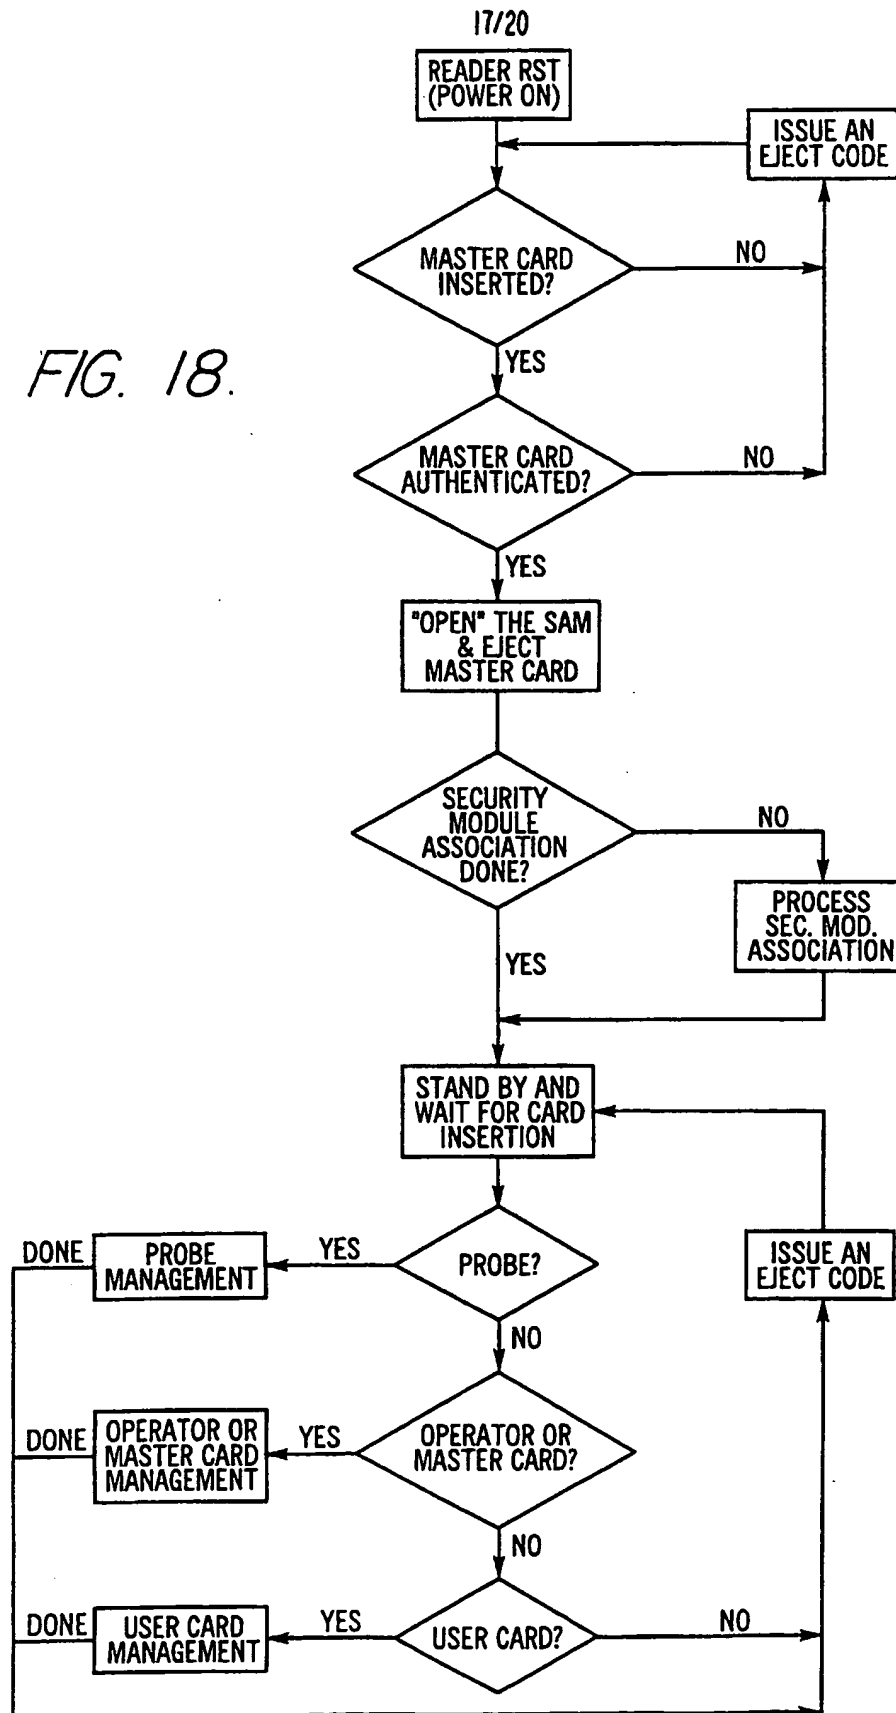 17/20
READER RST
(POWER ON)
ISSUE AN
EJECT CODE
MASTER CARD
INSERTED?
NO
YES
FIG. 18.
MASTER CARD
AUTHENTICATED?
NO
YES
"OPEN" THE SAM
& EJECT
MASTER CARD
SECURITY
MODULE
ASSOCIATION
DONE?
NO
PROCESS
SEC. MOD.
ASSOCIATION
YES
STAND BY AND
WAIT FOR CARD
INSERTION
DONE
PROBE
MANAGEMENT
YES
PROBE?
ISSUE AN
EJECT CODE
NO
DONE
OPERATOR OR
MASTER CARD
MANAGEMENT
YES
OPERATOR OR
MASTER CARD?
NO
DONE
USER CARD
MANAGEMENT
YES
USER CARD?
NO